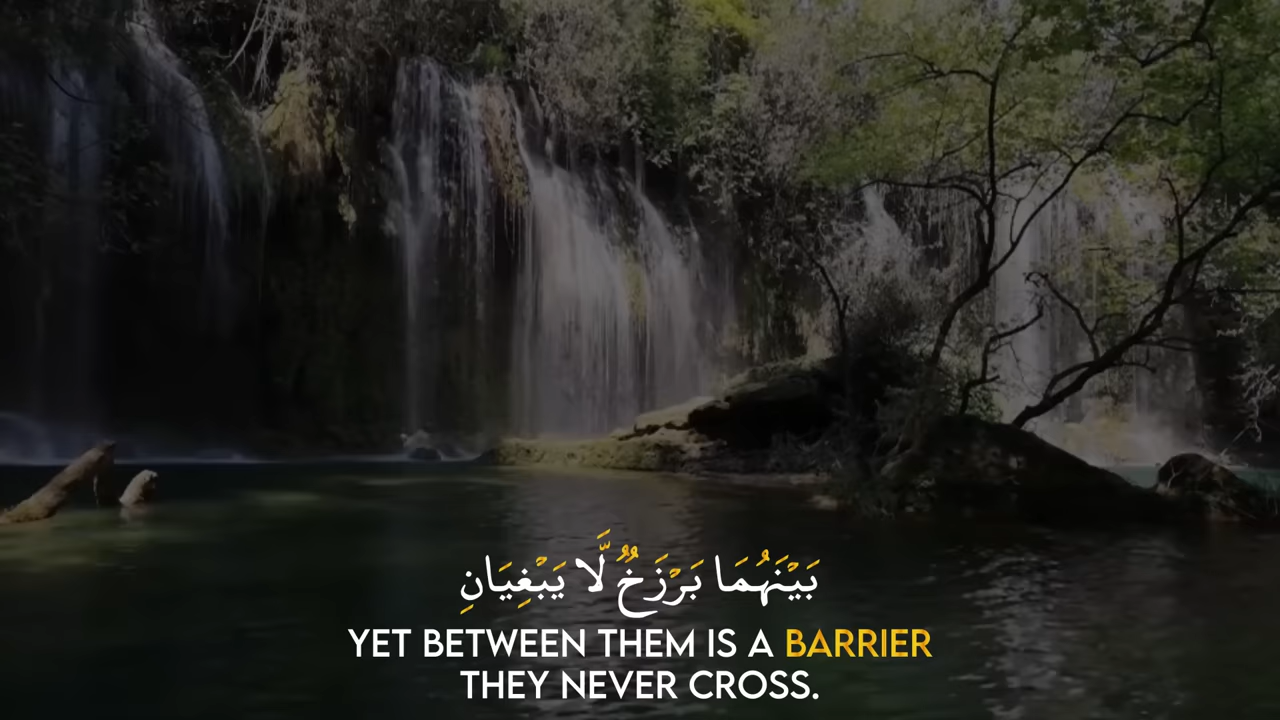 بَيْنَهُمَا بَرْزَخٌ لَّا يَبْغِيَانِ
YET BETWEEN THEM IS A BARRIER
THEY NEVER CROSS.